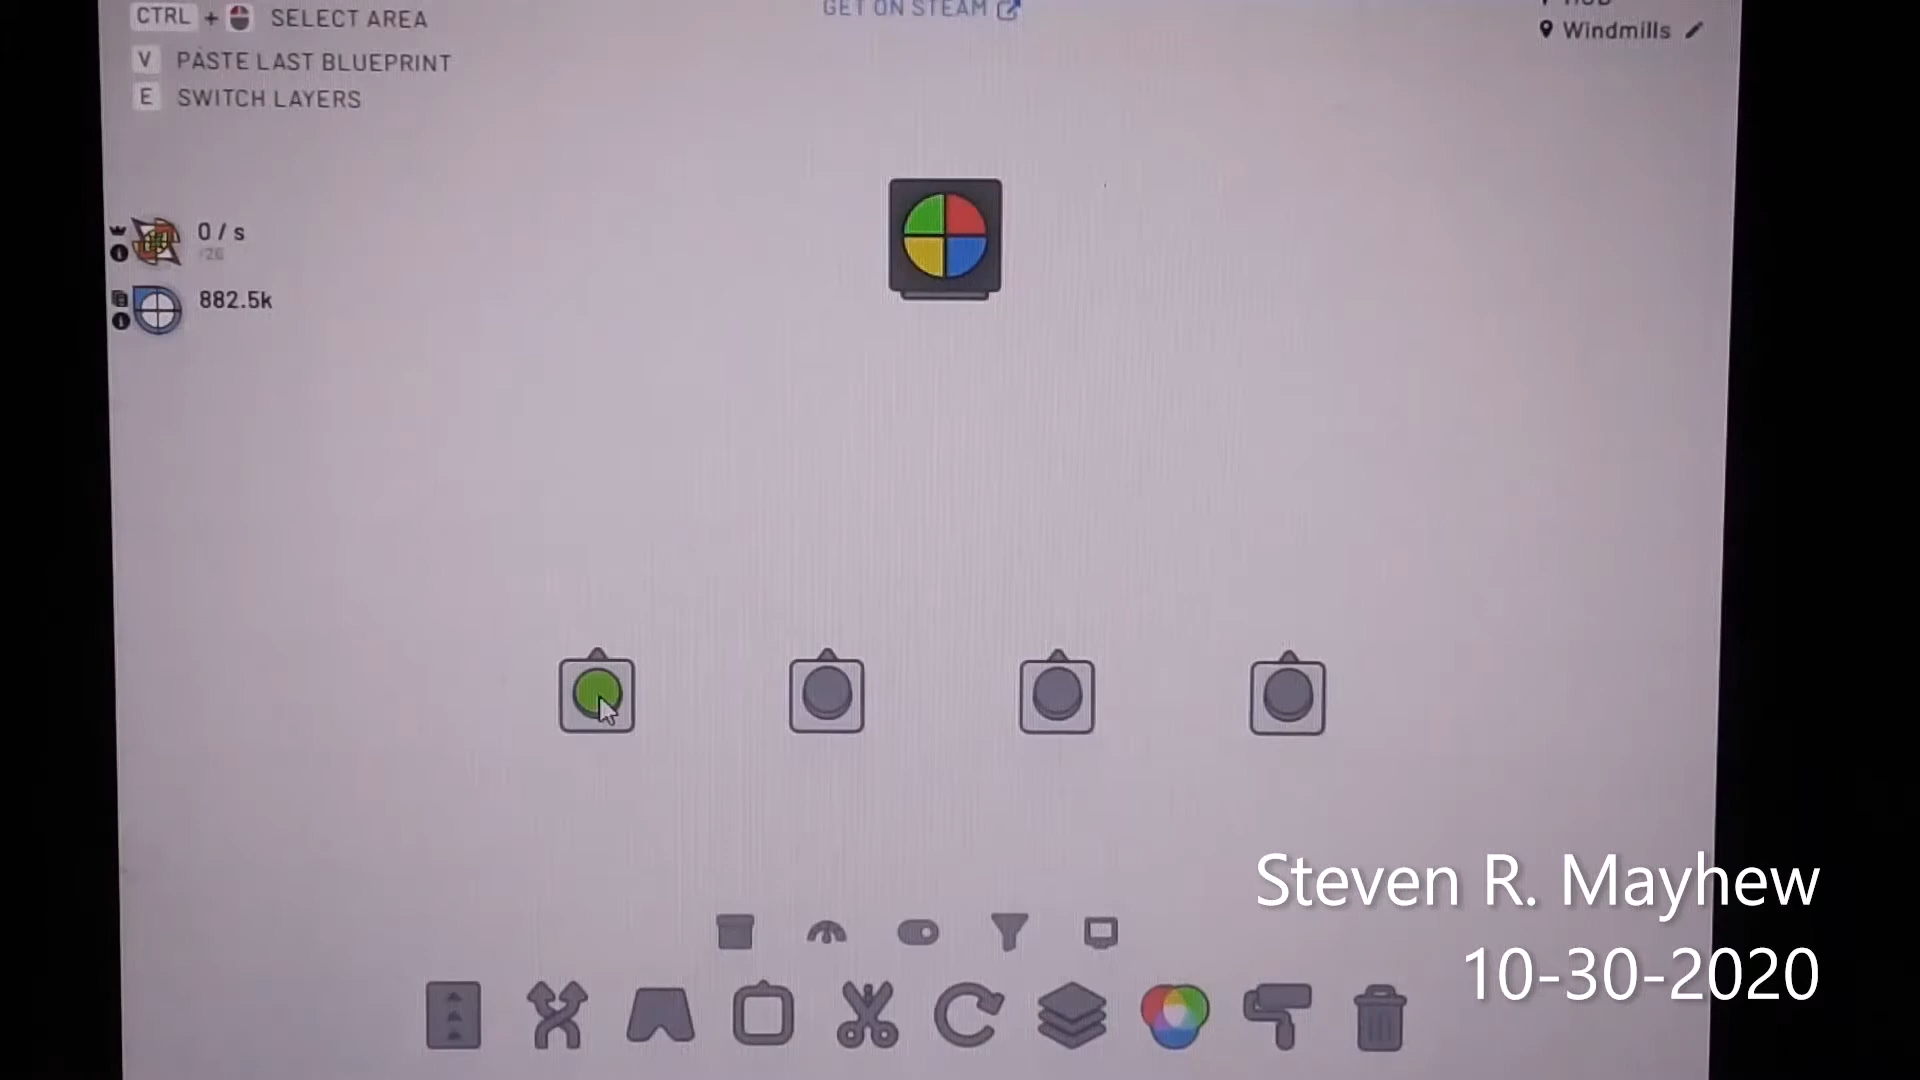 CTRL + SELECT AREA
GET ON STEAM
HUB
Windmills
V PASTE LAST BLUEPRINT
E SWITCH LAYERS
0 / s
882.5k
Steven R. Mayhew
10-30-2020